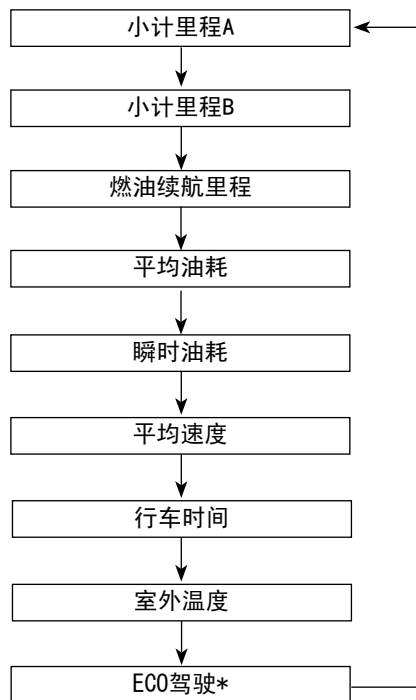 小计里程A
小计里程B
燃油续航里程
平均油耗
瞬时油耗
平均速度
行车时间
室外温度
ECO驾驶*